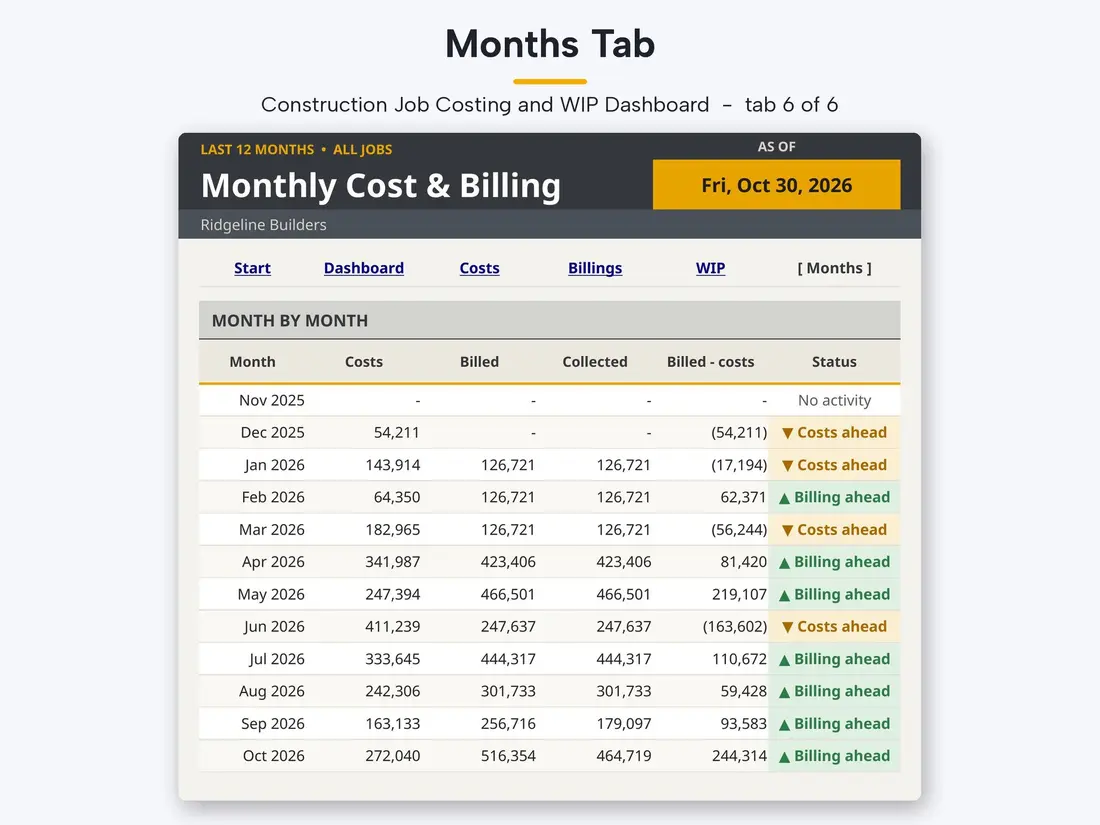 Months Tab
Construction Job Costing and WIP Dashboard - tab 6 of 6
LAST 12 MONTHS • ALL JOBS
AS OF
Monthly Cost & Billing
Fri, Oct 30, 2026
Ridgeline Builders
Start Dashboard Costs Billings WIP [ Months ]
MONTH BY MONTH
Month Costs Billed Collected Billed - costs Status
Nov 2025 - - - - No activity
Dec 2025 54,211 - - (54,211) ▼ Costs ahead
Jan 2026 143,914 126,721 126,721 (17,194) ▼ Costs ahead
Feb 2026 64,350 126,721 126,721 62,371 ▲ Billing ahead
Mar 2026 182,965 126,721 126,721 (56,244) ▼ Costs ahead
Apr 2026 341,987 423,406 423,406 81,420 ▲ Billing ahead
May 2026 247,394 466,501 466,501 219,107 ▲ Billing ahead
Jun 2026 411,239 247,637 247,637 (163,602) ▼ Costs ahead
Jul 2026 333,645 444,317 444,317 110,672 ▲ Billing ahead
Aug 2026 242,306 301,733 301,733 59,428 ▲ Billing ahead
Sep 2026 163,133 256,716 179,097 93,583 ▲ Billing ahead
Oct 2026 272,040 516,354 464,719 244,314 ▲ Billing ahead